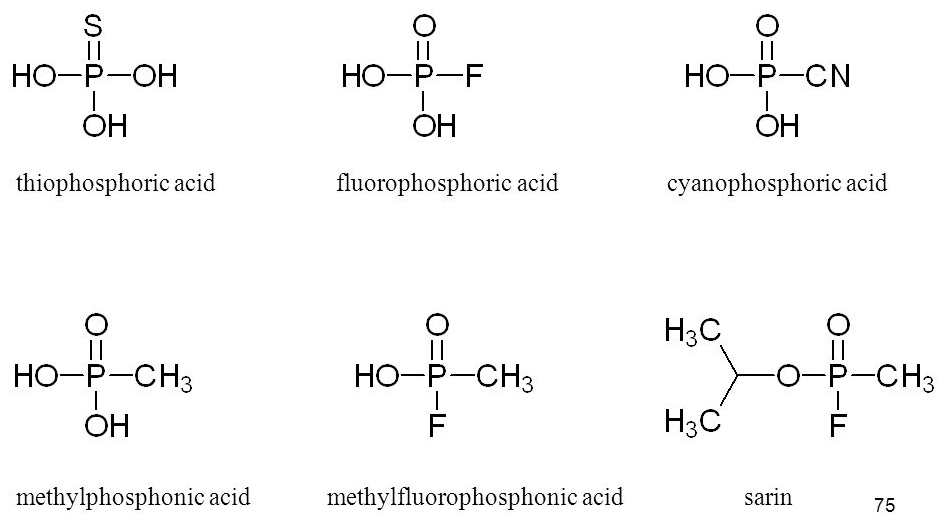 S
HO P OH
OH
thiophosphoric acid
O
HO P F
OH
fluorophosphoric acid
O
HO P CN
OH
cyanophosphoric acid
O
HO P CH3
OH
methylphosphonic acid
O
HO P CH3
F
methylfluorophosphonic acid
O
H3C
O P CH3
H3C
F
sarin
75